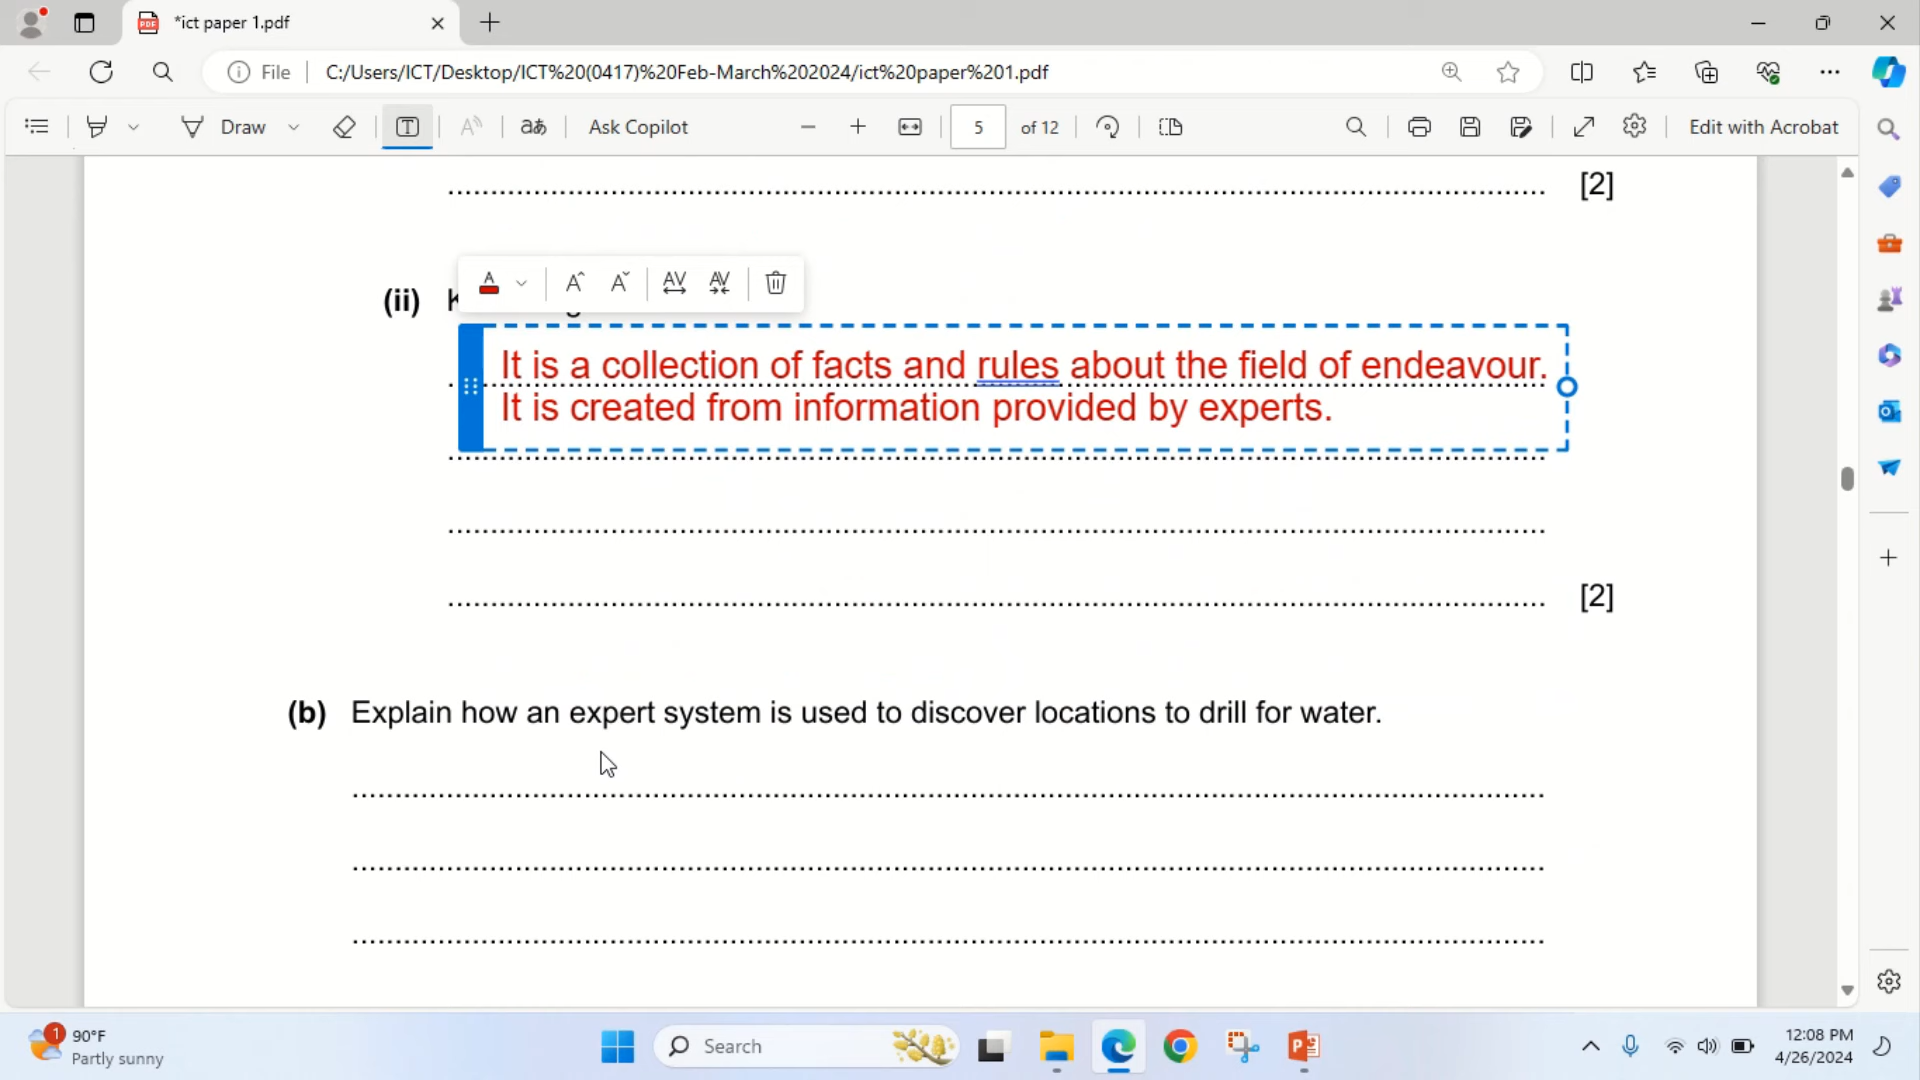 *ict paper 1.pdf
File
C:/Users/ICT/Desktop/ICT%20(0417)%20Feb-March%202024/ict%20paper%201.pdf
Draw
aあ
Ask Copilot
5
of 12
Edit with Acrobat
[2]
(ii)
It is a collection of facts and rules about the field of endeavour.
It is created from information provided by experts.
[2]
(b) Explain how an expert system is used to discover locations to drill for water.
1
90°F
Partly sunny
Search
12:08 PM
4/26/2024